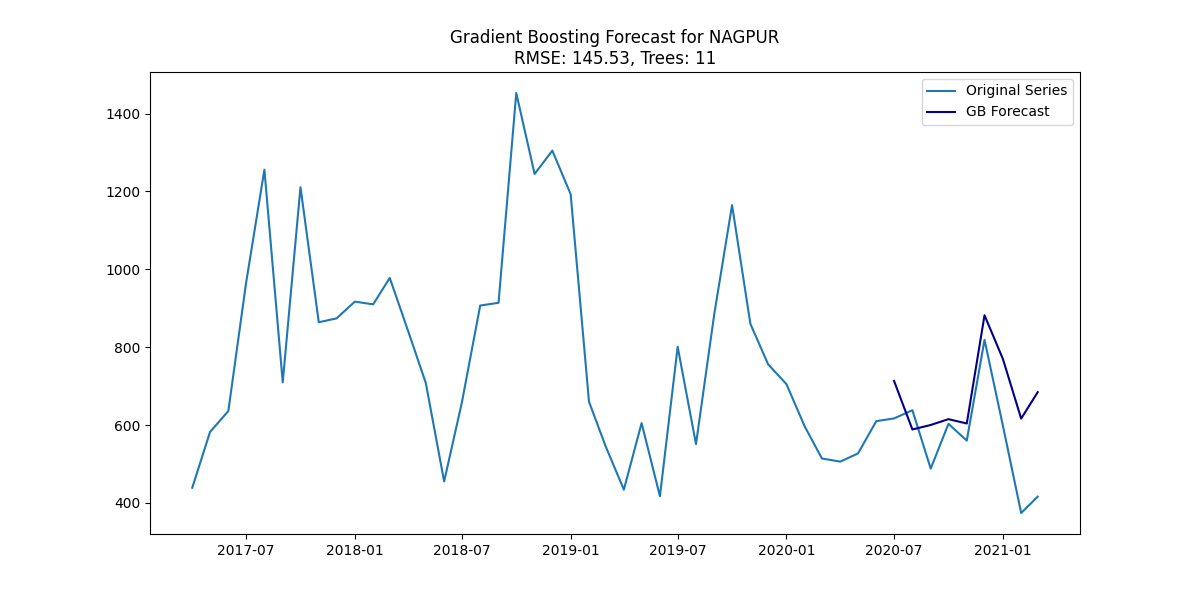 Gradient Boosting Forecast for NAGPUR
RMSE: 145.53, Trees: 11
Original Series
GB Forecast
1400
1200
1000
800
600
400
2017-07 2018-01 2018-07 2019-01 2019-07 2020-01 2020-07 2021-01